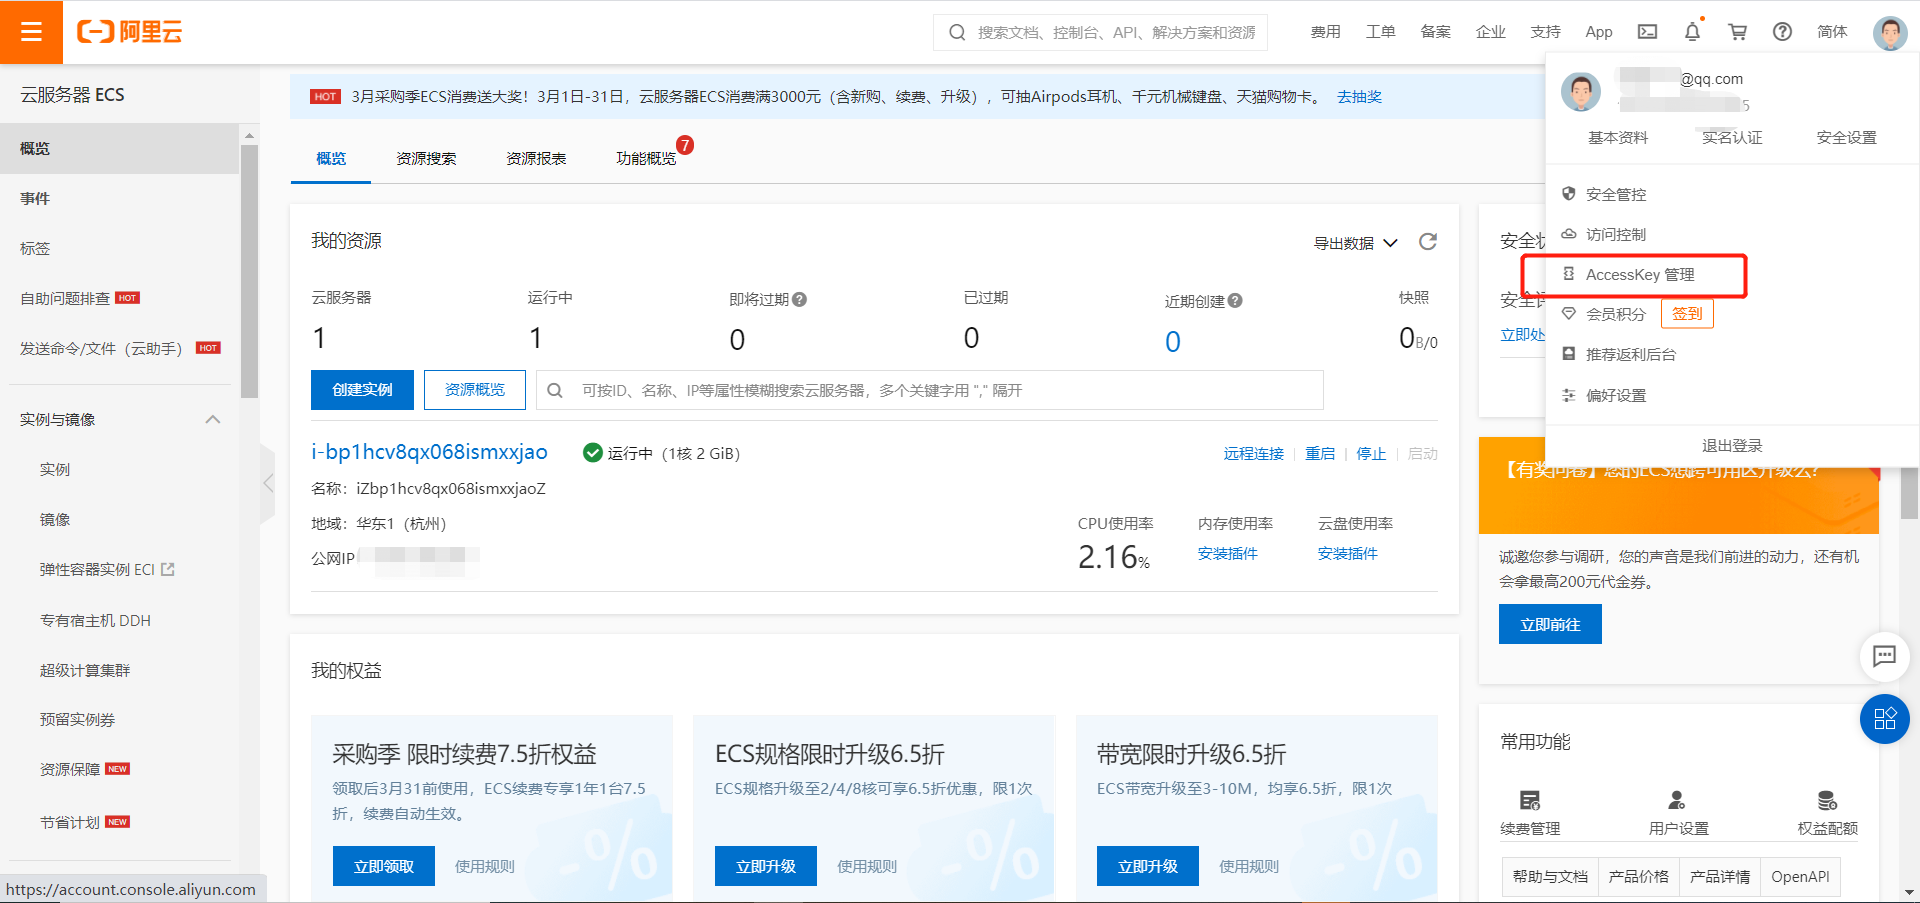 阿里云
搜索文档、控制台、API、解决方案和资源
费用
工单
备案
企业
支持
App
简体
云服务器 ECS
概览
事件
标签
自助问题排查 HOT
发送命令/文件（云助手） HOT
实例与镜像
实例
镜像
弹性容器实例 ECI
专有宿主机 DDH
超级计算集群
预留实例券
资源保障 NEW
节省计划 NEW
https://account.console.aliyun.com
HOT 3月采购季ECS消费送大奖！3月1日-31日，云服务器ECS消费满3000元（含新购、续费、升级），可抽Airpods耳机、千元机械键盘、天猫购物卡。 去抽奖
概览
资源搜索
资源报表
功能概览 7
我的资源
导出数据
云服务器
运行中
即将过期
已过期
近期创建
快照
1
1
0
0
0
0B/0
创建实例
资源概览
可按ID、名称、IP等属性模糊搜索云服务器，多个关键字用 "," 隔开
i-bp1hcv8qx068ismxxjao
运行中（1核 2 GiB）
远程连接
重启
停止
启动
名称：iZbp1hcv8qx068ismxxjaoZ
地域：华东1（杭州）
公网IP
CPU使用率
内存使用率
云盘使用率
2.16%
安装插件
安装插件
我的权益
采购季 限时续费7.5折权益
领取后3月31前使用，ECS续费专享1年1台7.5
折，续费自动生效。
立即领取
使用规则
ECS规格限时升级6.5折
ECS规格升级至2/4/8核可享6.5折优惠，限1次
立即升级
使用规则
带宽限时升级6.5折
ECS带宽升级至3-10M，均享6.5折，限1次
立即升级
使用规则
@qq.com
5
基本资料
实名认证
安全设置
安全管控
访问控制
AccessKey 管理
会员积分 签到
推荐返利后台
偏好设置
退出登录
安全
安全
立即处
【有奖问卷】您的ECS想跨可用区升级么？
诚邀您参与调研，您的声音是我们前进的动力，还有机
会拿最高200元代金券。
立即前往
常用功能
续费管理
用户设置
权益配额
帮助与文档
产品价格
产品详情
OpenAPI